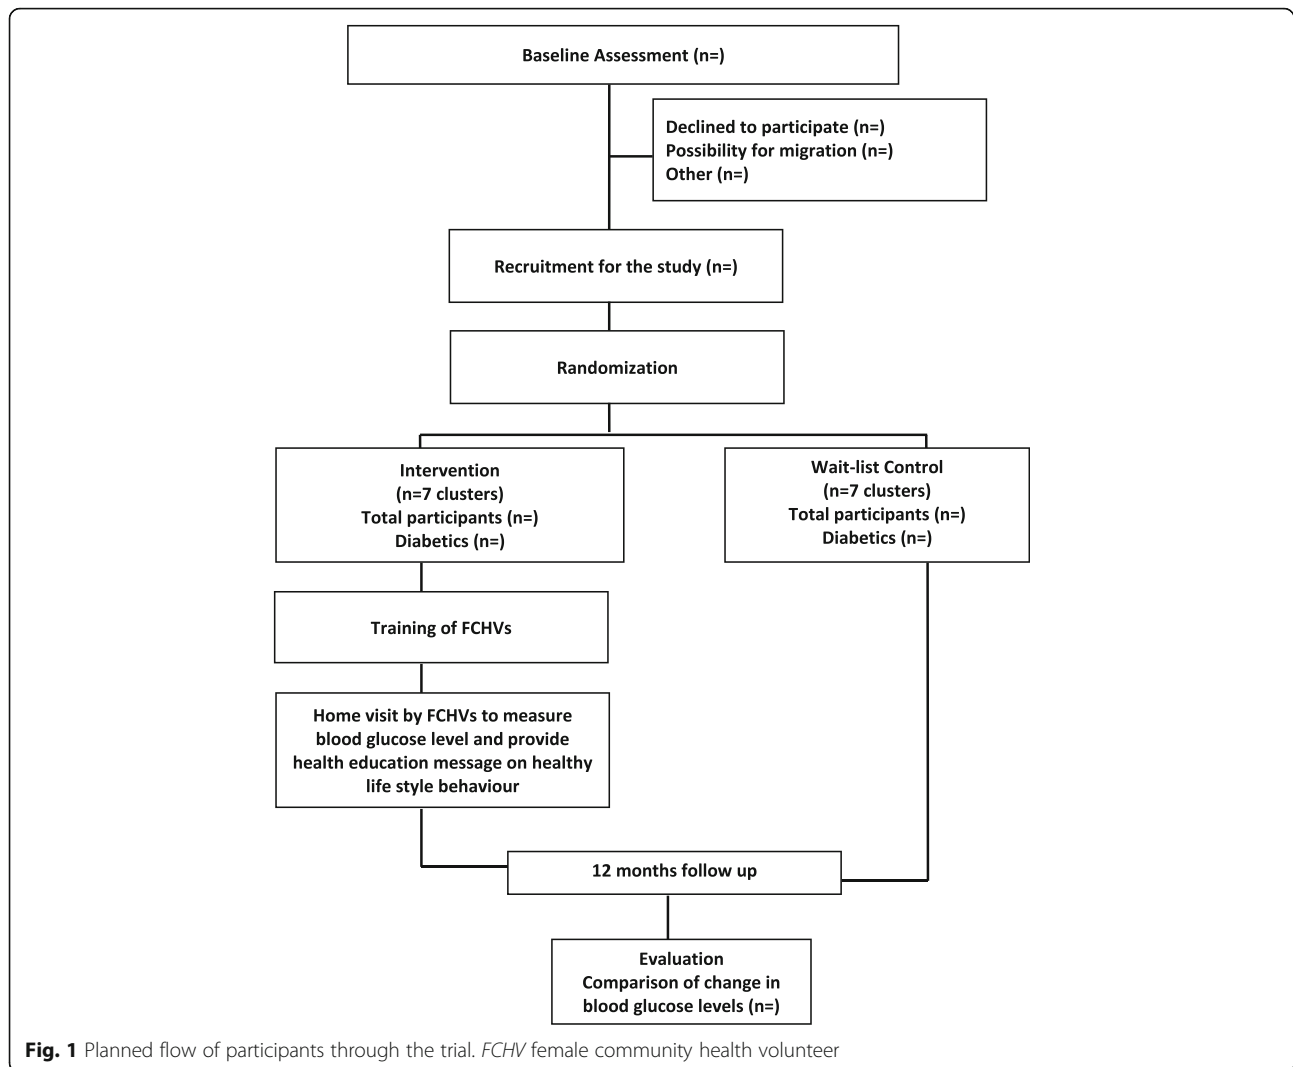 Baseline Assessment (n=)
Declined to participate (n=)
Possibility for migration (n=)
Other (n=)
Recruitment for the study (n=)
Randomization
Intervention
(n=7 clusters)
Total participants (n=)
Diabetics (n=)
Wait-list Control
(n=7 clusters)
Total participants (n=)
Diabetics (n=)
Training of FCHVs
Home visit by FCHVs to measure
blood glucose level and provide
health education message on healthy
life style behaviour
12 months follow up
Evaluation
Comparison of change in
blood glucose levels (n=)
Fig. 1 Planned flow of participants through the trial. FCHV female community health volunteer